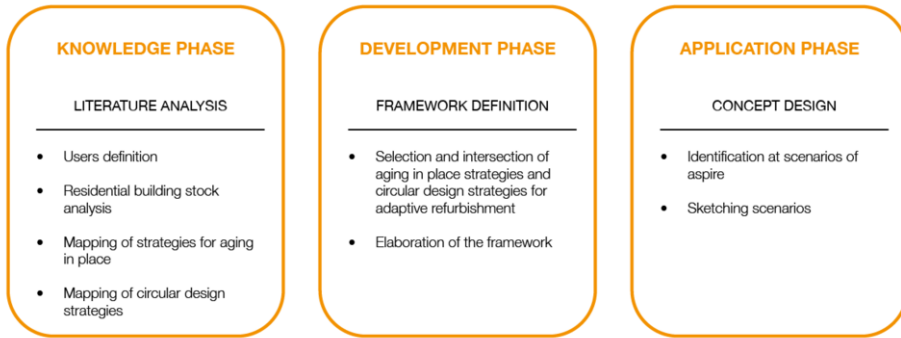 KNOWLEDGE PHASE
LITERATURE ANALYSIS
• Users definition
• Residential building stock
analysis
• Mapping of strategies for aging
in place
• Mapping of circular design
strategies
DEVELOPMENT PHASE
FRAMEWORK DEFINITION
• Selection and intersection of
aging in place strategies and
circular design strategies for
adaptive refurbishment
• Elaboration of the framework
APPLICATION PHASE
CONCEPT DESIGN
• Identification at scenarios of
aspire
• Sketching scenarios